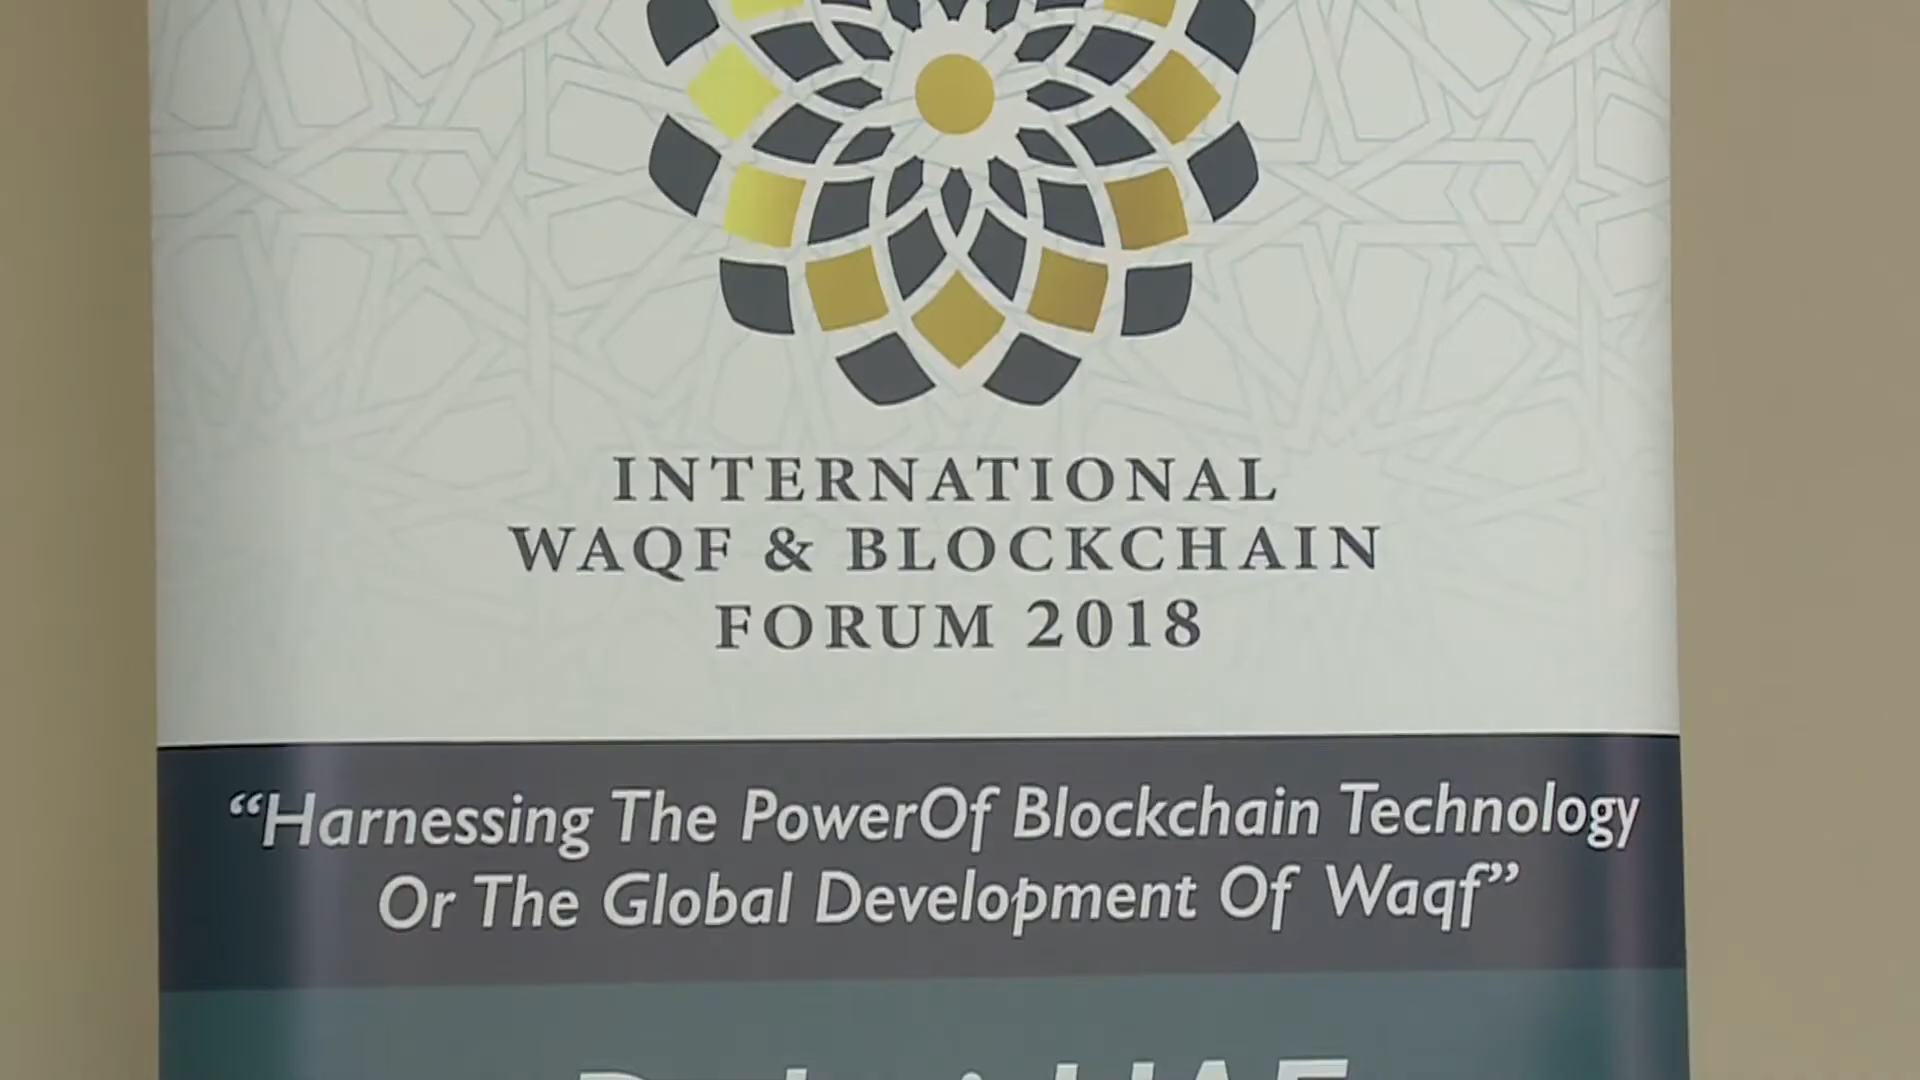 INTERNATIONAL
WAQF & BLOCKCHAIN
FORUM 2018
“Harnessing The PowerOf Blockchain Technology
Or The Global Development Of Waqf”